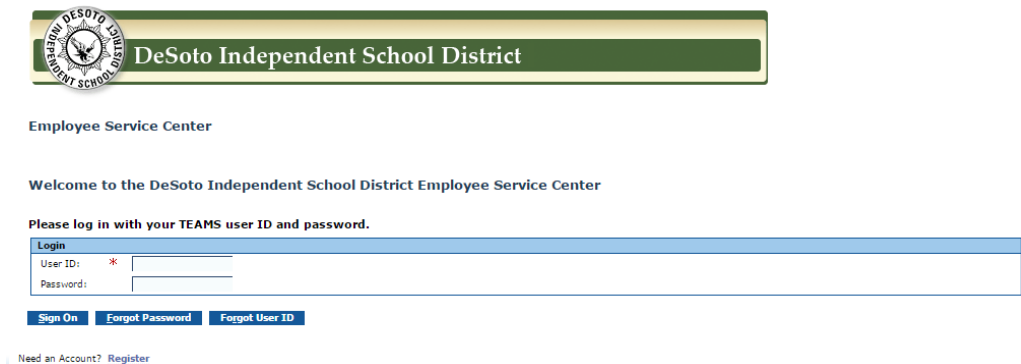 DESOTO INDEPENDENT SCHOOL DISTRICT
DeSoto Independent School District
Employee Service Center
Welcome to the DeSoto Independent School District Employee Service Center
Please log in with your TEAMS user ID and password.
Login
User ID: *
Password:
Sign On Forgot Password Forgot User ID
Need an Account? Register